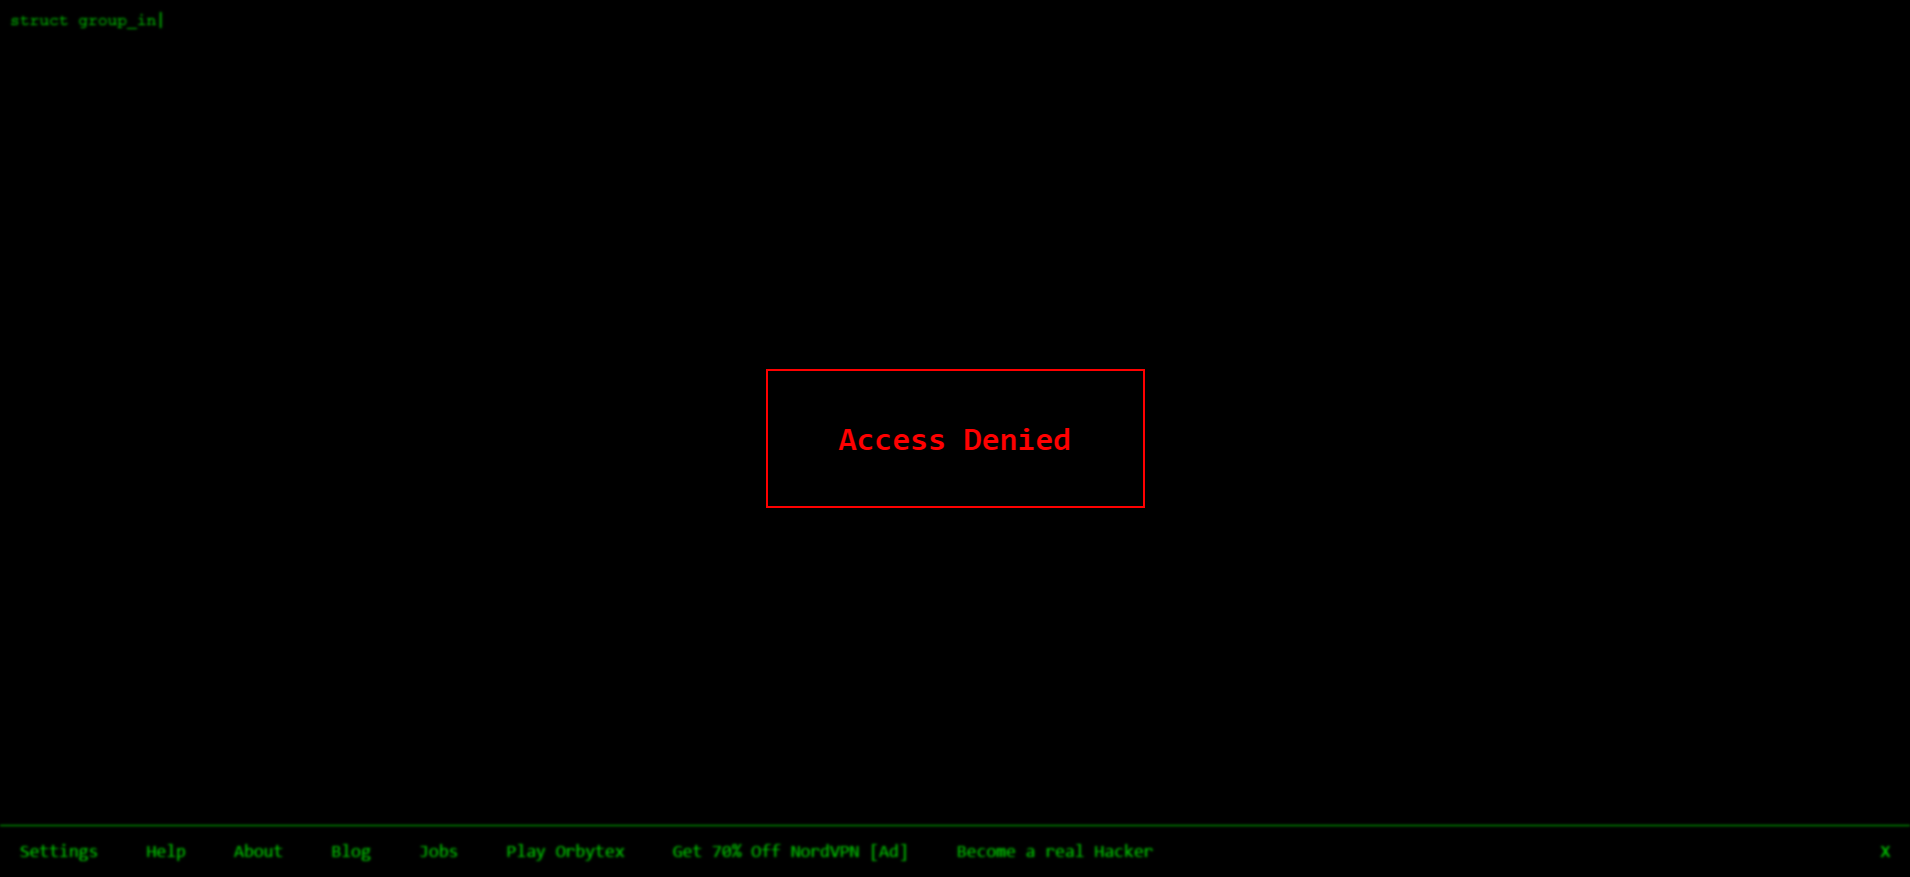 struct group_in|
Access Denied
Settings Help About Blog Jobs Play Orbytex Get 70% Off NordVPN [Ad] Become a real Hacker X